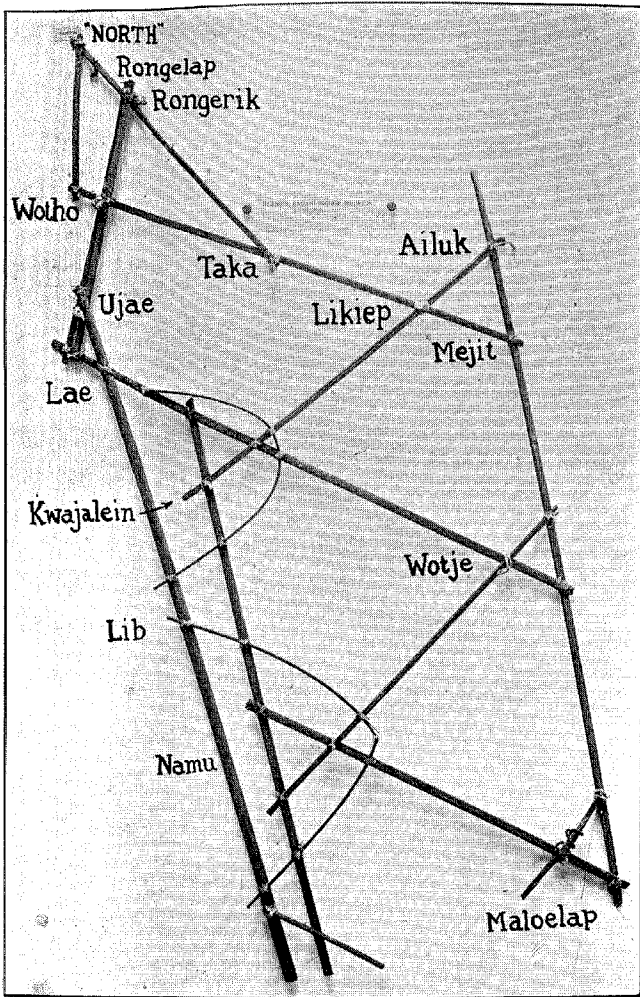 "NORTH"
Rongelap
Rongerik
Wotho
Ujae
Taka
Ailuk
Likiep
Mejit
Lae
Kwajalein
Wotje
Lib
Namu
Maloelap